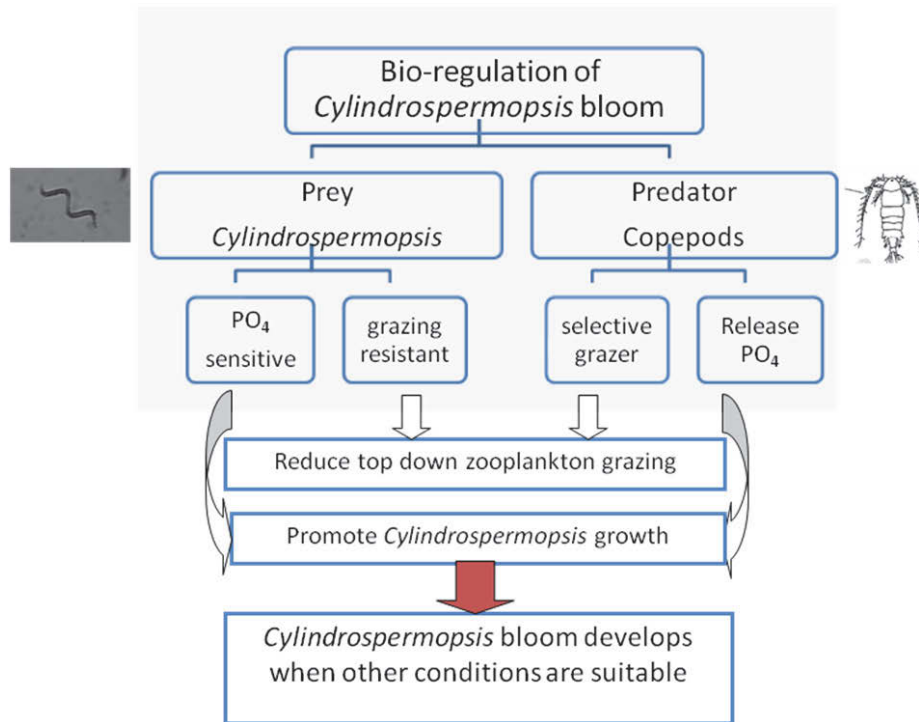 Bio-regulation of
Cylindrospermopsis bloom
Prey
Cylindrospermopsis
Predator
Copepods
PO₄
sensitive
grazing
resistant
selective
grazer
Release
PO₄
Reduce top down zooplankton grazing
Promote Cylindrospermopsis growth
Cylindrospermopsis bloom develops
when other conditions are suitable